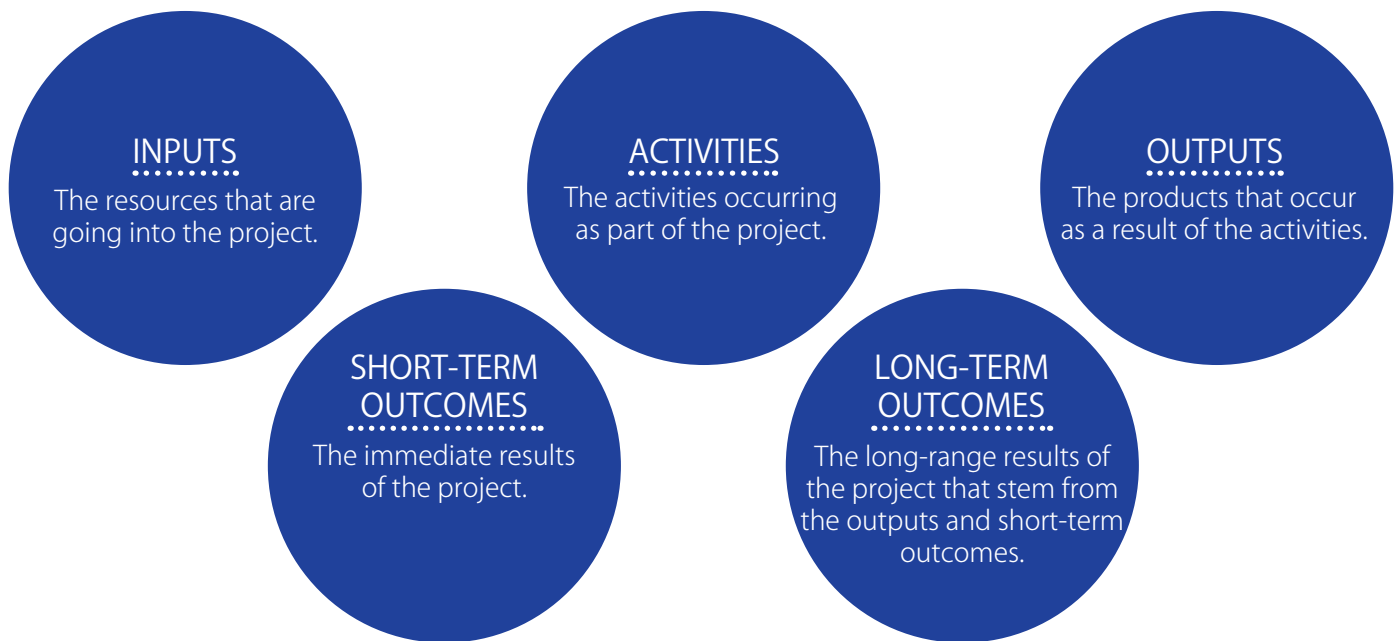 INPUTS
The resources that are
going into the project.
ACTIVITIES
The activities occurring
as part of the project.
OUTPUTS
The products that occur
as a result of the activities.
SHORT-TERM
OUTCOMES
The immediate results
of the project.
LONG-TERM
OUTCOMES
The long-range results of
the project that stem from
the outputs and short-term
outcomes.